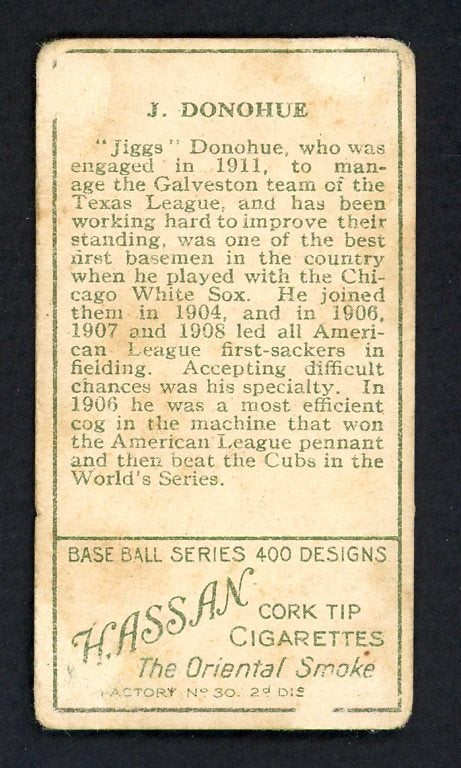 J. DONOHUE
"Jiggs" Donohue, who was
engaged in 1911, to man-
age the Galveston team of the
Texas League, and has been
working hard to improve their
standing, was one of the best
first basemen in the country
when he played with the Chi-
cago White Sox. He joined
them in 1904, and in 1906,
1907 and 1908 led all Ameri-
can League first-sackers in
fielding. Accepting difficult
chances was his specialty. In
1906 he was a most efficient
cog in the machine that won
the American League pennant
and then beat the Cubs in the
World's Series.
BASE BALL SERIES 400 DESIGNS
HASSAN
CORK TIP
CIGARETTES
The Oriental Smoke
FACTORY No 30. 2d DIS